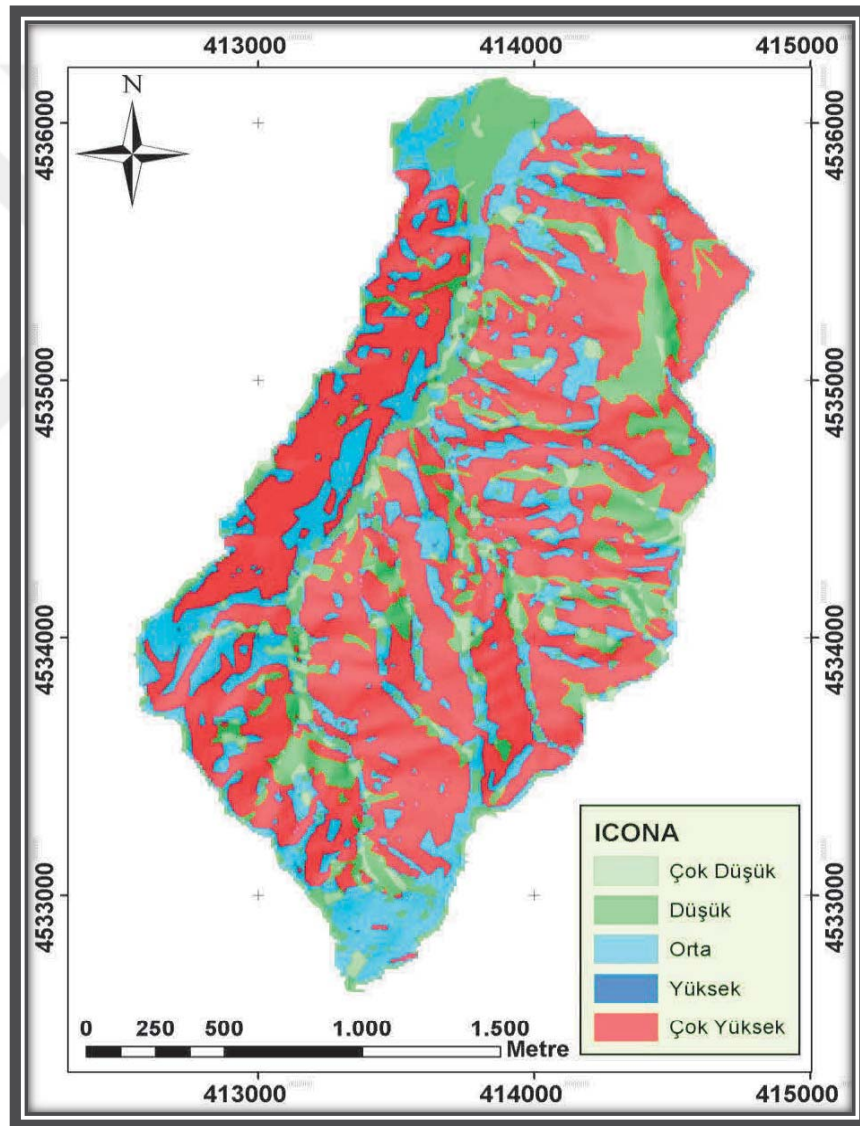 413000 414000 415000
N
4536000 4536000
4535000 4535000
4534000 4534000
4533000 4533000
ICONA
Çok Düşük
Düşük
Orta
Yüksek
Çok Yüksek
0 250 500 1.000 1.500
Metre
413000 414000 415000